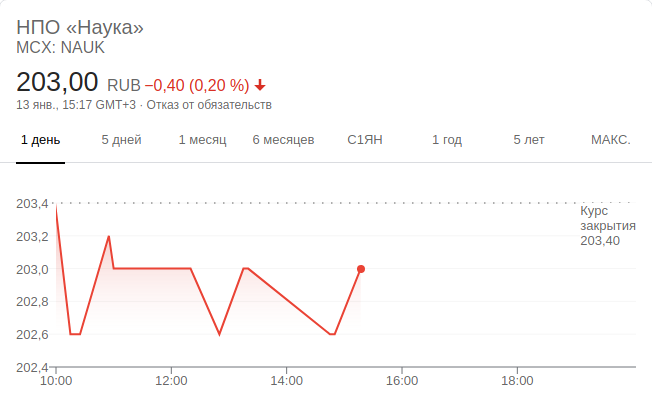 НПО «Наука»
MCX: NAUK
203,00 RUB −0,40 (0,20 %)
13 янв., 15:17 GMT+3 · Отказ от обязательств
1 день 5 дней 1 месяц 6 месяцев С1ЯН 1 год 5 лет МАКС.
203,4
Курс
закрытия
203,40
203,2
203,0
202,8
202,6
202,4
10:00 12:00 14:00 16:00 18:00